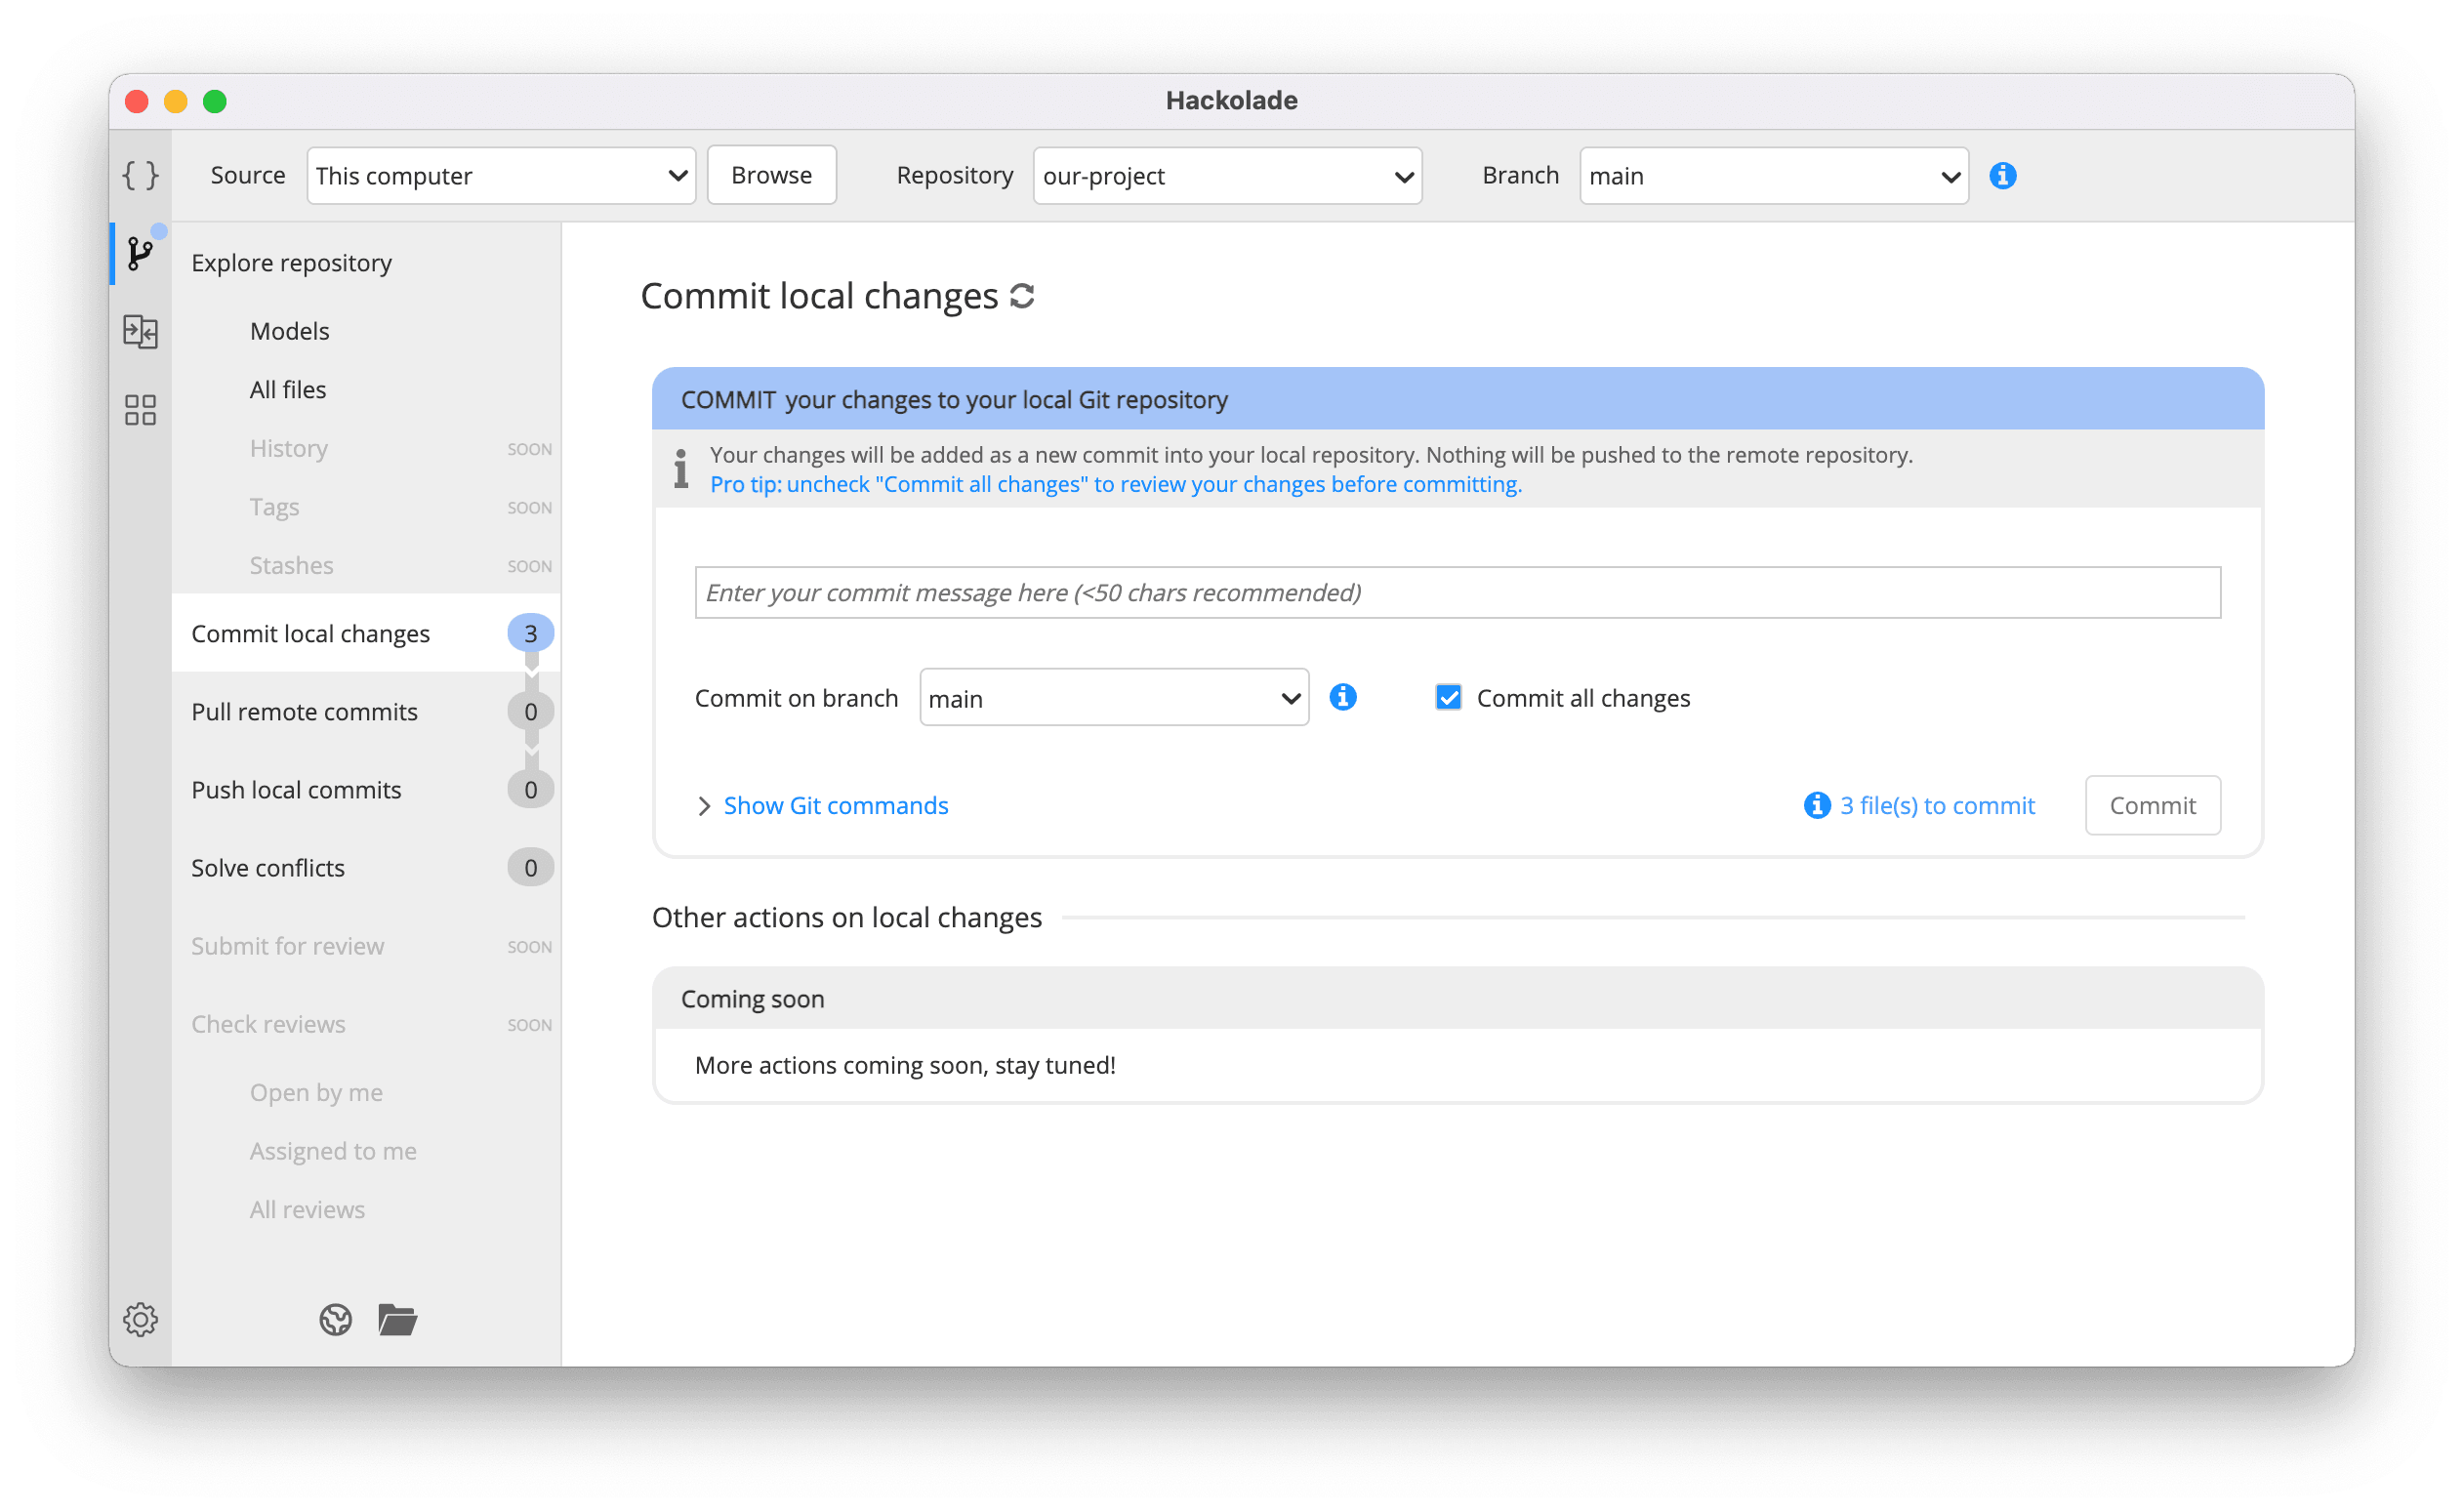 Hackolade
Source This computer Browse Repository our-project Branch main
Explore repository
Models
All files
History SOON
Tags SOON
Stashes SOON
Commit local changes 3
Pull remote commits 0
Push local commits 0
Solve conflicts 0
Submit for review SOON
Check reviews SOON
Open by me
Assigned to me
All reviews
Commit local changes
COMMIT your changes to your local Git repository
Your changes will be added as a new commit into your local repository. Nothing will be pushed to the remote repository.
Pro tip: uncheck "Commit all changes" to review your changes before committing.
Enter your commit message here (<50 chars recommended)
Commit on branch main Commit all changes
Show Git commands 3 file(s) to commit Commit
Other actions on local changes
Coming soon
More actions coming soon, stay tuned!